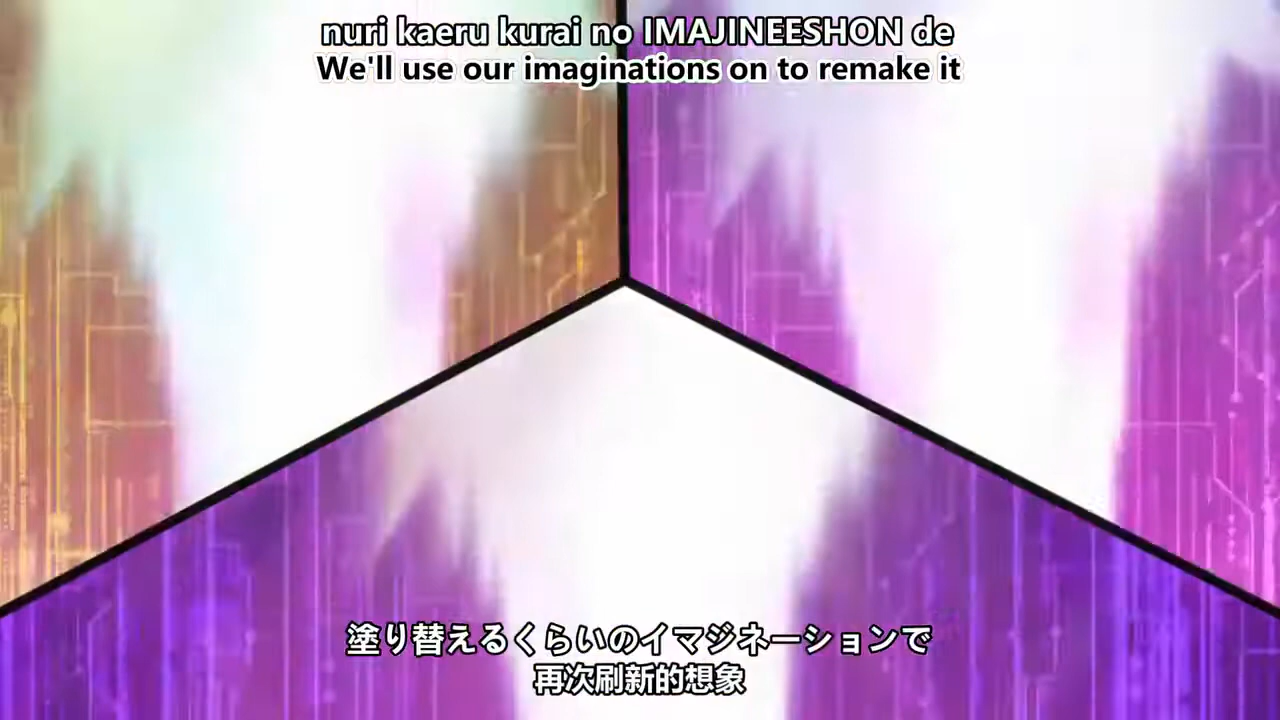 nuri kaeru kurai no IMAJINEESHON de
We'll use our imaginations on to remake it
塗り替えるくらいのイマジネーションで
再次刷新的想象